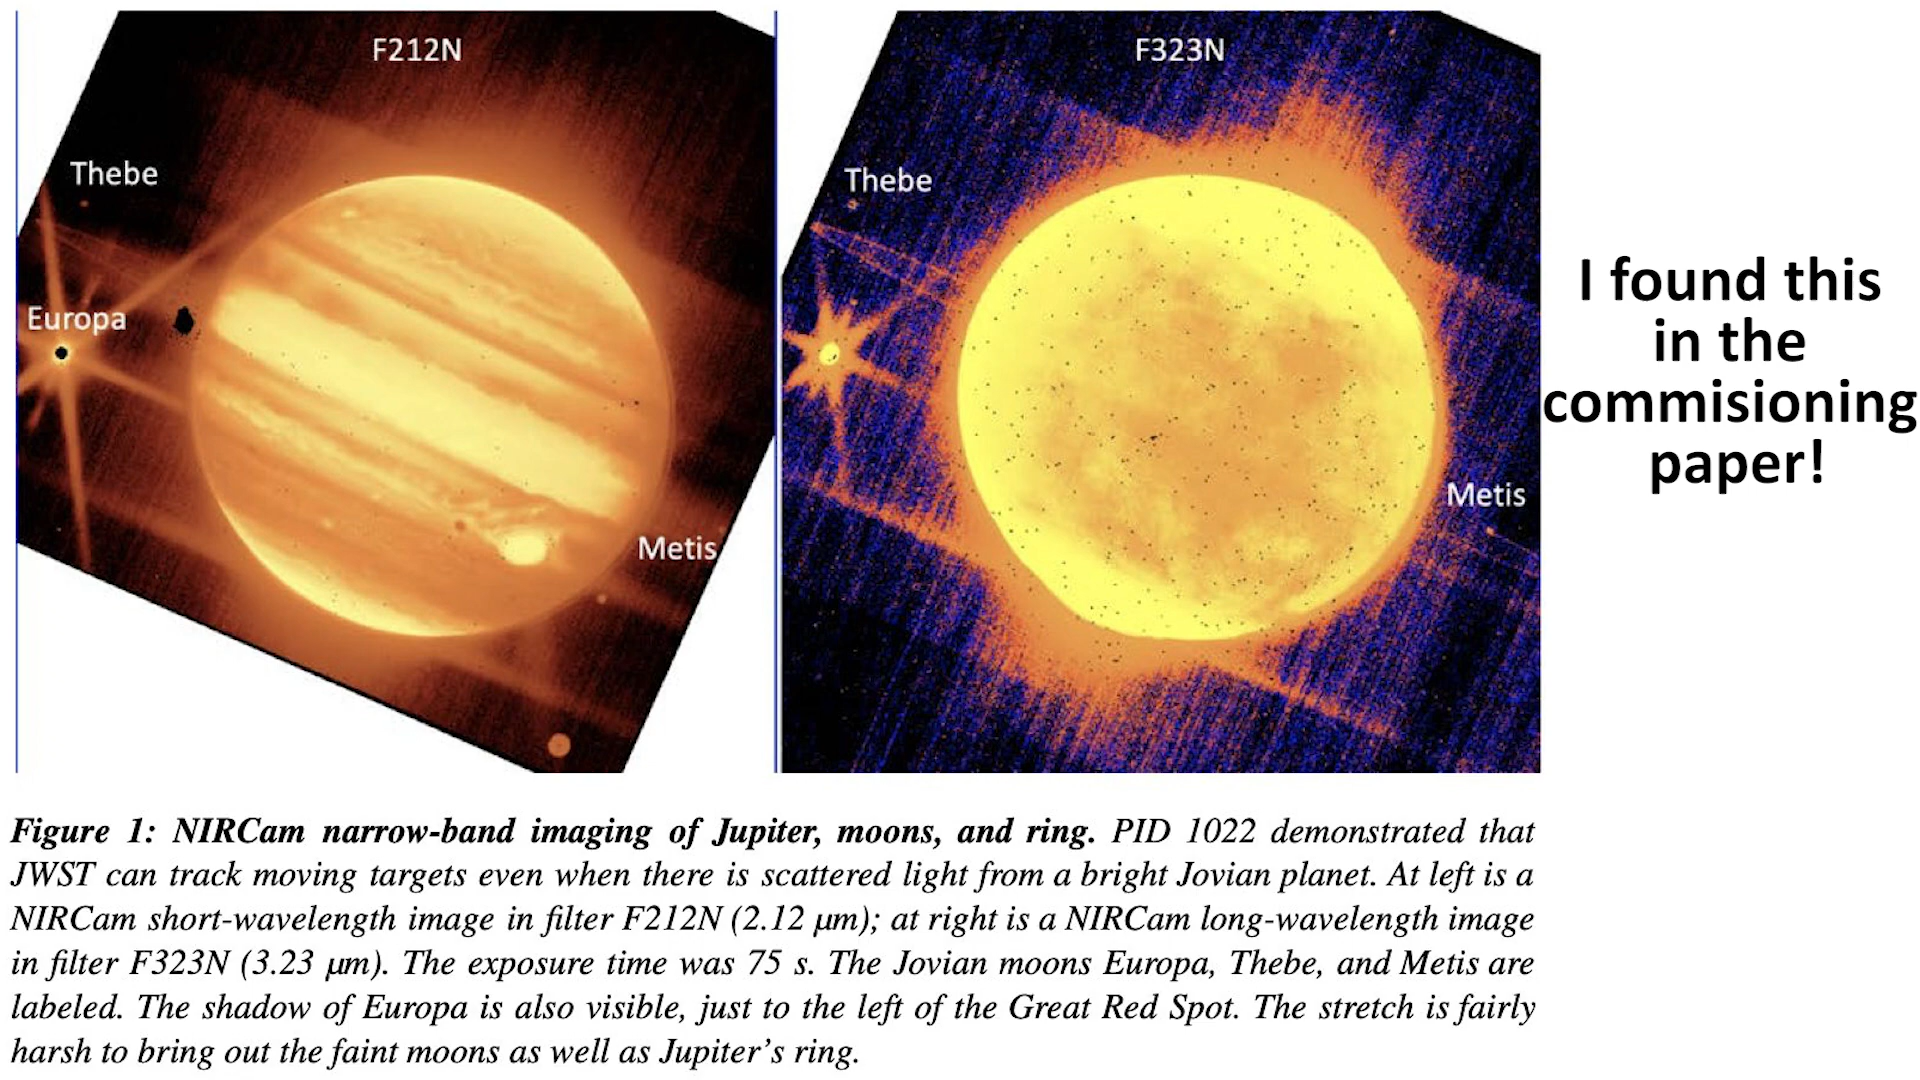 F212N
Thebe
Europa
Metis
F323N
Thebe
Metis
I found this
in the
commisioning
paper!
Figure 1: NIRCam narrow-band imaging of Jupiter, moons, and ring. PID 1022 demonstrated that
JWST can track moving targets even when there is scattered light from a bright Jovian planet. At left is a
NIRCam short-wavelength image in filter F212N (2.12 μm); at right is a NIRCam long-wavelength image
in filter F323N (3.23 μm). The exposure time was 75 s. The Jovian moons Europa, Thebe, and Metis are
labeled. The shadow of Europa is also visible, just to the left of the Great Red Spot. The stretch is fairly
harsh to bring out the faint moons as well as Jupiter’s ring.